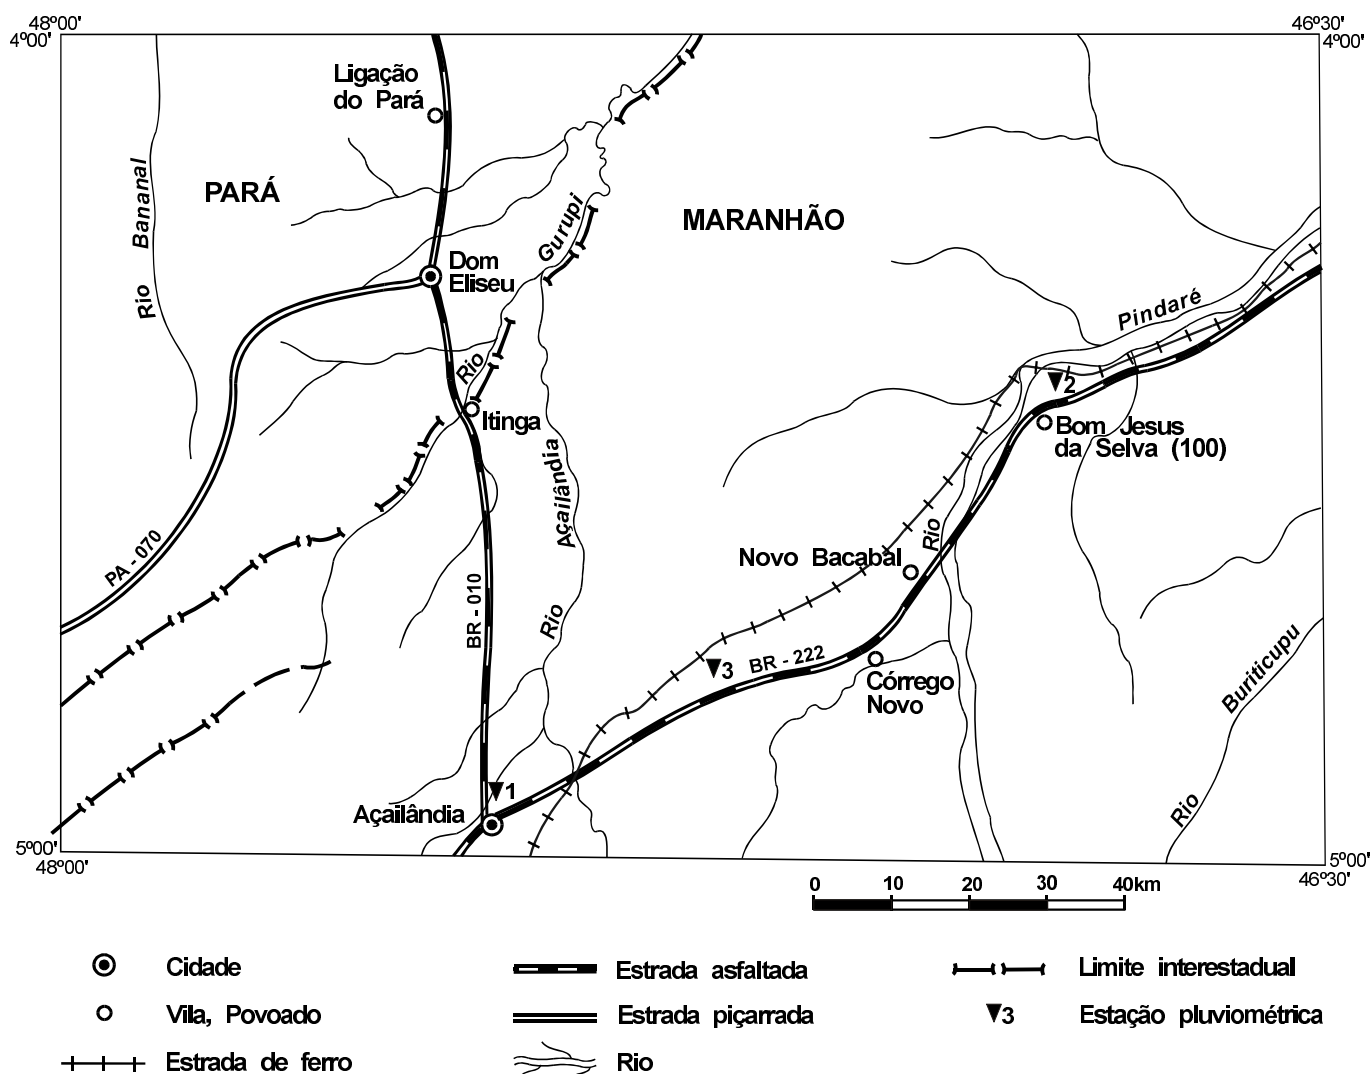 48º00'
46º30'
4º00'
4º00'
Ligação
do Pará
PARÁ
MARANHÃO
Rio Bananal
Gurupi
Dom
Eliseu
Pindaré
Rio
2
Itinga
Bom Jesus
da Selva (100)
Açailândia
Rio
Novo Bacabal
PA - 070
BR - 010
Rio
3
BR - 222
Córrego
Novo
Buriticupu
Rio
1
Açailândia
5º00'
48º00'
5º00'
46º30'
0 10 20 30 40km
Cidade
Estrada asfaltada
Limite interestadual
Vila, Povoado
Estrada piçarrada
3
Estação pluviométrica
Estrada de ferro
Rio